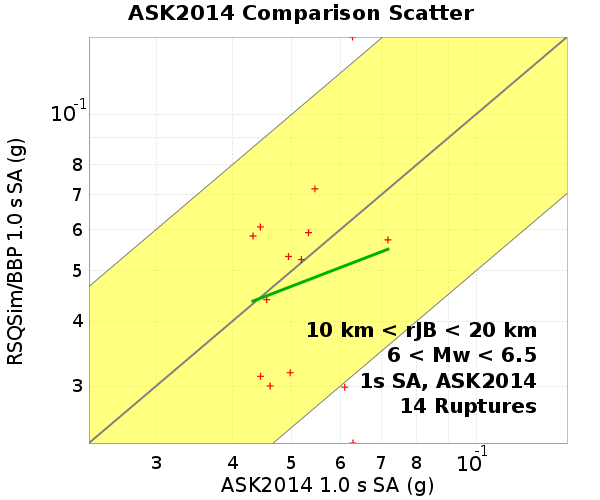 ASK2014 Comparison Scatter
RSQSim/BBP 1.0 s SA (g)
10-1
8
7
6
5
4
3
10 km < rJB < 20 km
6 < Mw < 6.5
1s SA, ASK2014
14 Ruptures
3 4 5 6 7 8 10-1
ASK2014 1.0 s SA (g)